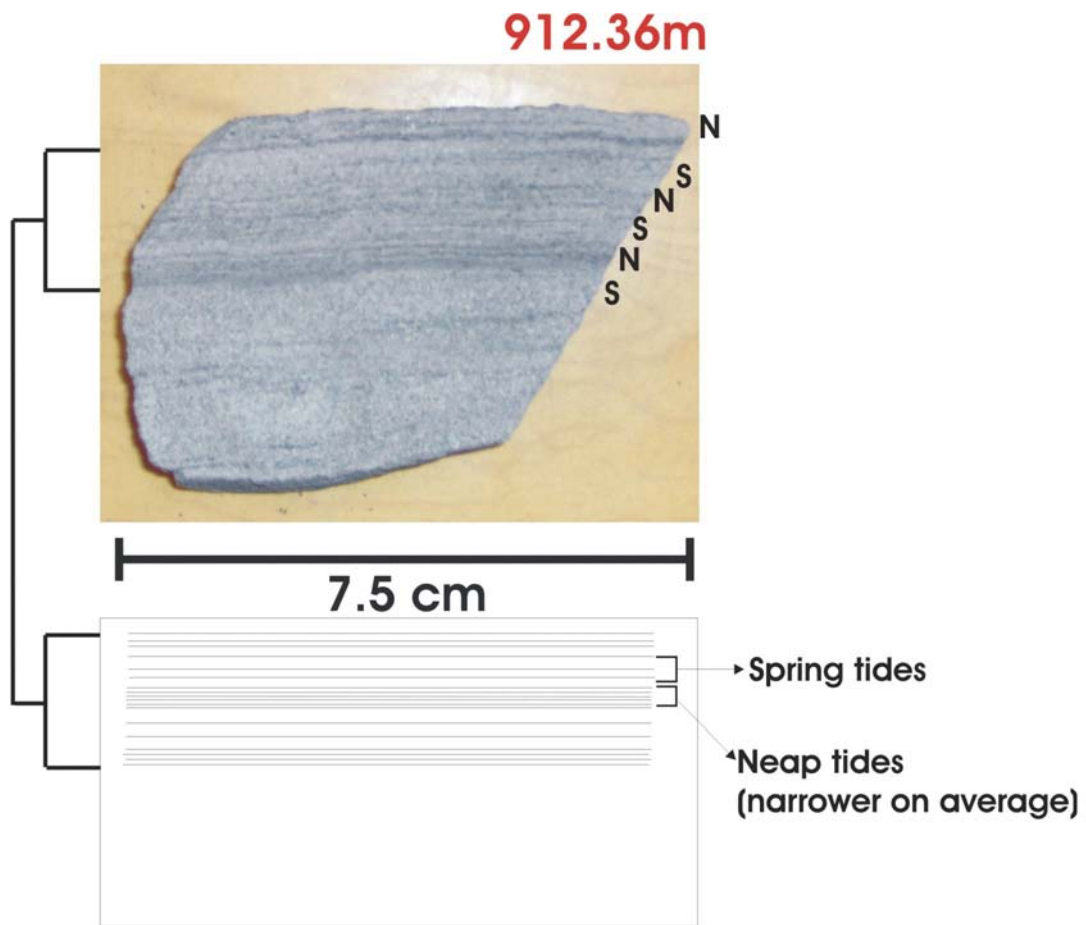 912.36m
N
S
N
S
N
S
7.5 cm
Spring tides
Neap tides
(narrower on average)